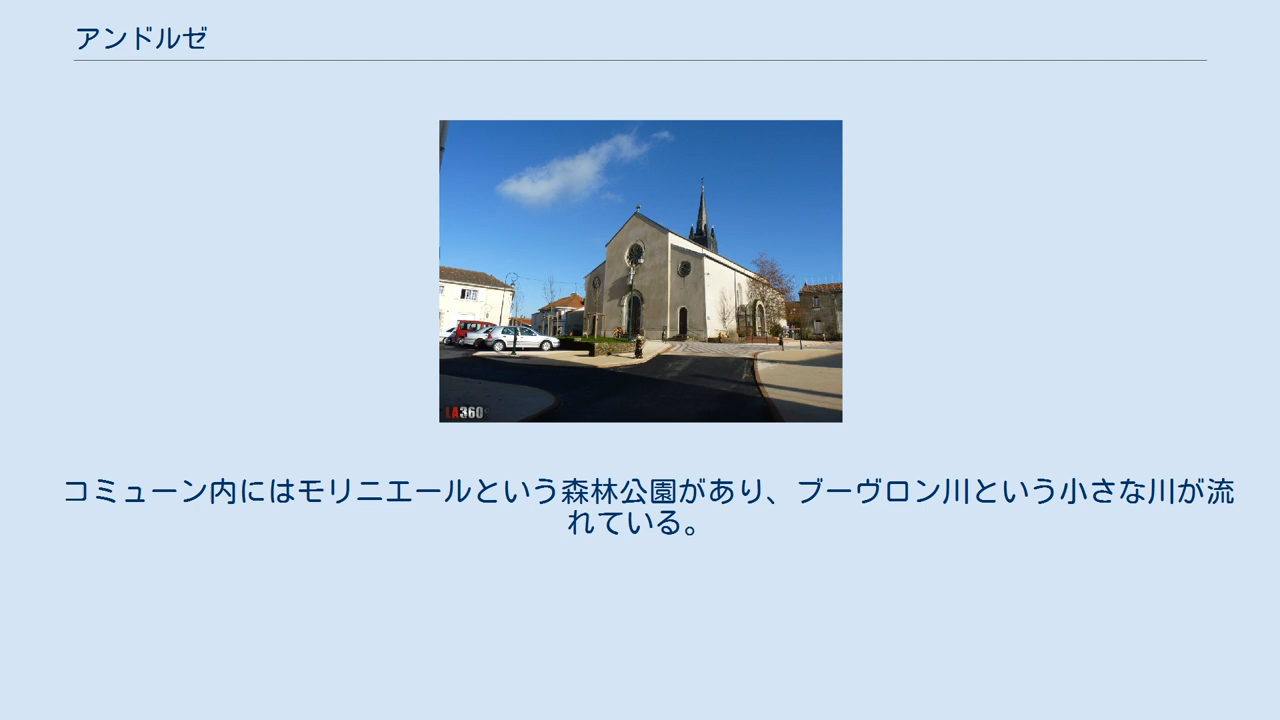 アンドルゼ
LA360°
コミューン内にはモリニエールという森林公園があり、ブーヴロン川という小さな川が流
れている。